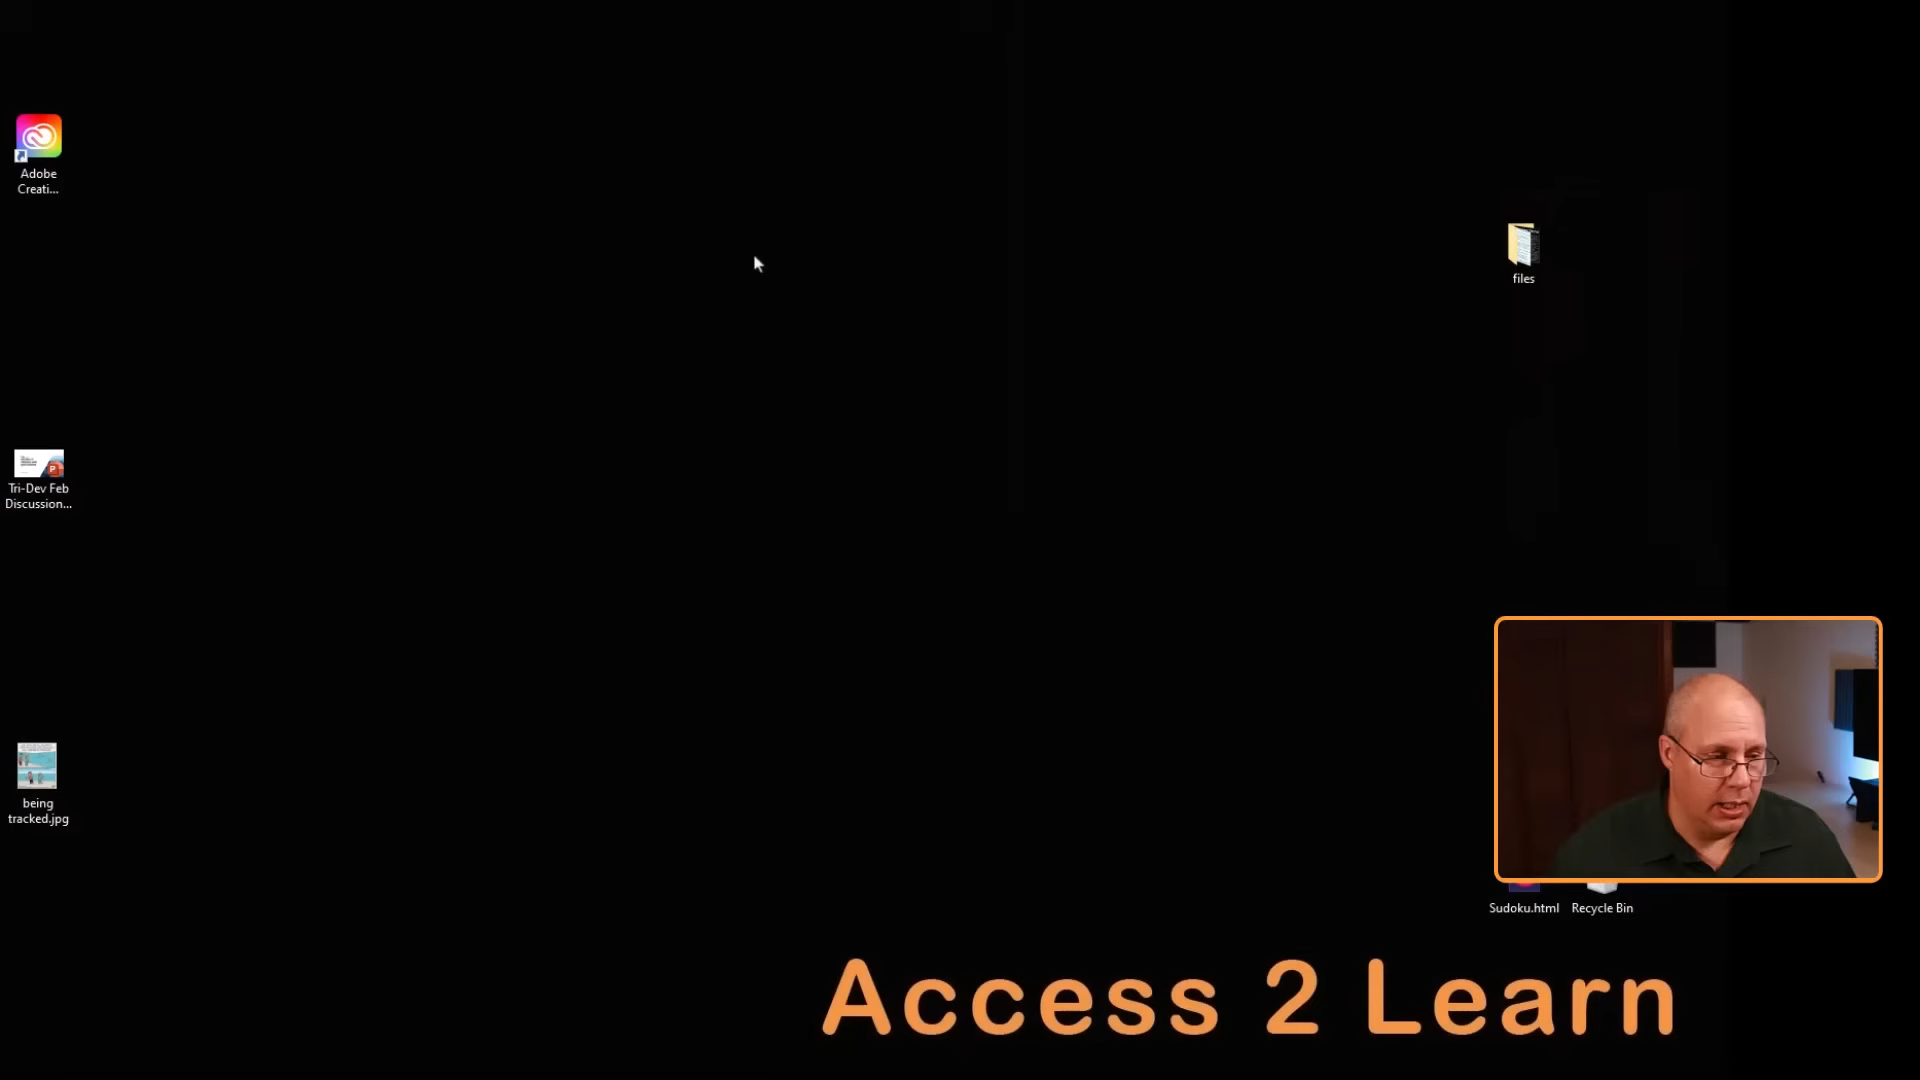 Adobe
Creati...
files
Tri-Dev Feb
Discussion...
being
tracked.jpg
Sudoku.html
Recycle Bin
Access 2 Learn